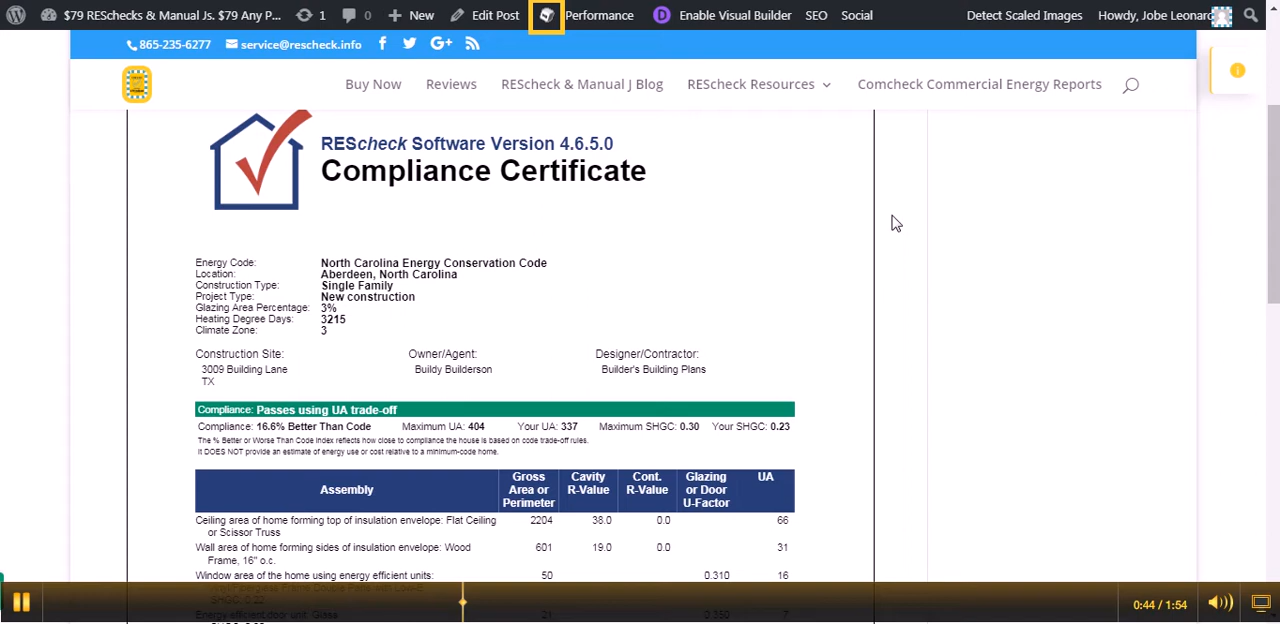 $79 RESchecks & Manual Js. $79 Any P... 1 0 New Edit Post Performance Enable Visual Builder SEO Social Detect Scaled Images Howdy, Jobe Leonard
865-235-6277 service@rescheck.info
Buy Now Reviews REScheck & Manual J Blog REScheck Resources Comcheck Commercial Energy Reports
REScheck Software Version 4.6.5.0
Compliance Certificate
Energy Code: North Carolina Energy Conservation Code
Location: Aberdeen, North Carolina
Construction Type: Single Family
Project Type: New construction
Glazing Area Percentage: 3%
Heating Degree Days: 3215
Climate Zone: 3
Construction Site: Owner/Agent: Designer/Contractor:
3009 Building Lane Buildy Builderson Builder's Building Plans
TX
Compliance: Passes using UA trade-off
Compliance: 16.6% Better Than Code Maximum UA: 404 Your UA: 337 Maximum SHGC: 0.30 Your SHGC: 0.23
The % Better or Worse Than Code Index reflects how close to compliance the house is based on code trade-off rules.
It DOES NOT provide an estimate of energy use or cost relative to a minimum-code home.
Assembly Gross Area or Perimeter Cavity R-Value Cont. R-Value Glazing or Door U-Factor UA
Ceiling area of home forming top of insulation envelope: Flat Ceiling 2204 38.0 0.0 66
or Scissor Truss
Wall area of home forming sides of insulation envelope: Wood 601 19.0 0.0 31
Frame, 16" o.c.
Window area of the home using energy efficient units: 50 0.310 16
Energy efficient door unit: Glass 21 0.350 7
0:44 / 1:54